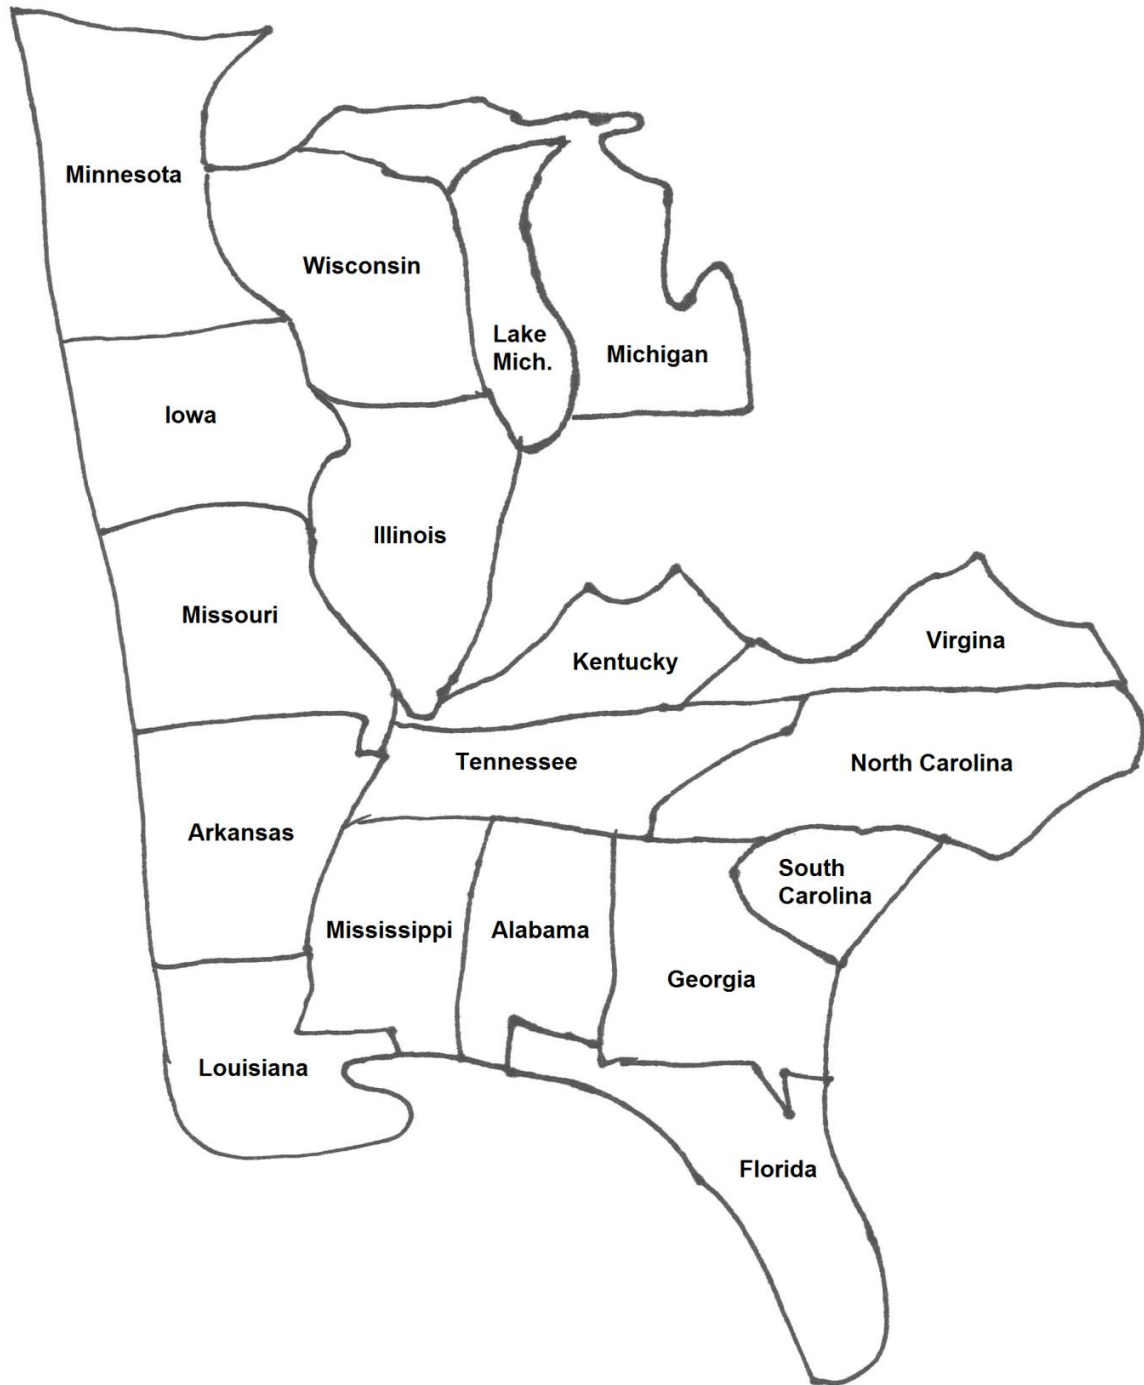 Minnesota
Wisconsin
Lake
Mich.
Michigan
Iowa
Illinois
Missouri
Kentucky
Virgina
Tennessee
North Carolina
Arkansas
South
Carolina
Mississippi
Alabama
Georgia
Louisiana
Florida